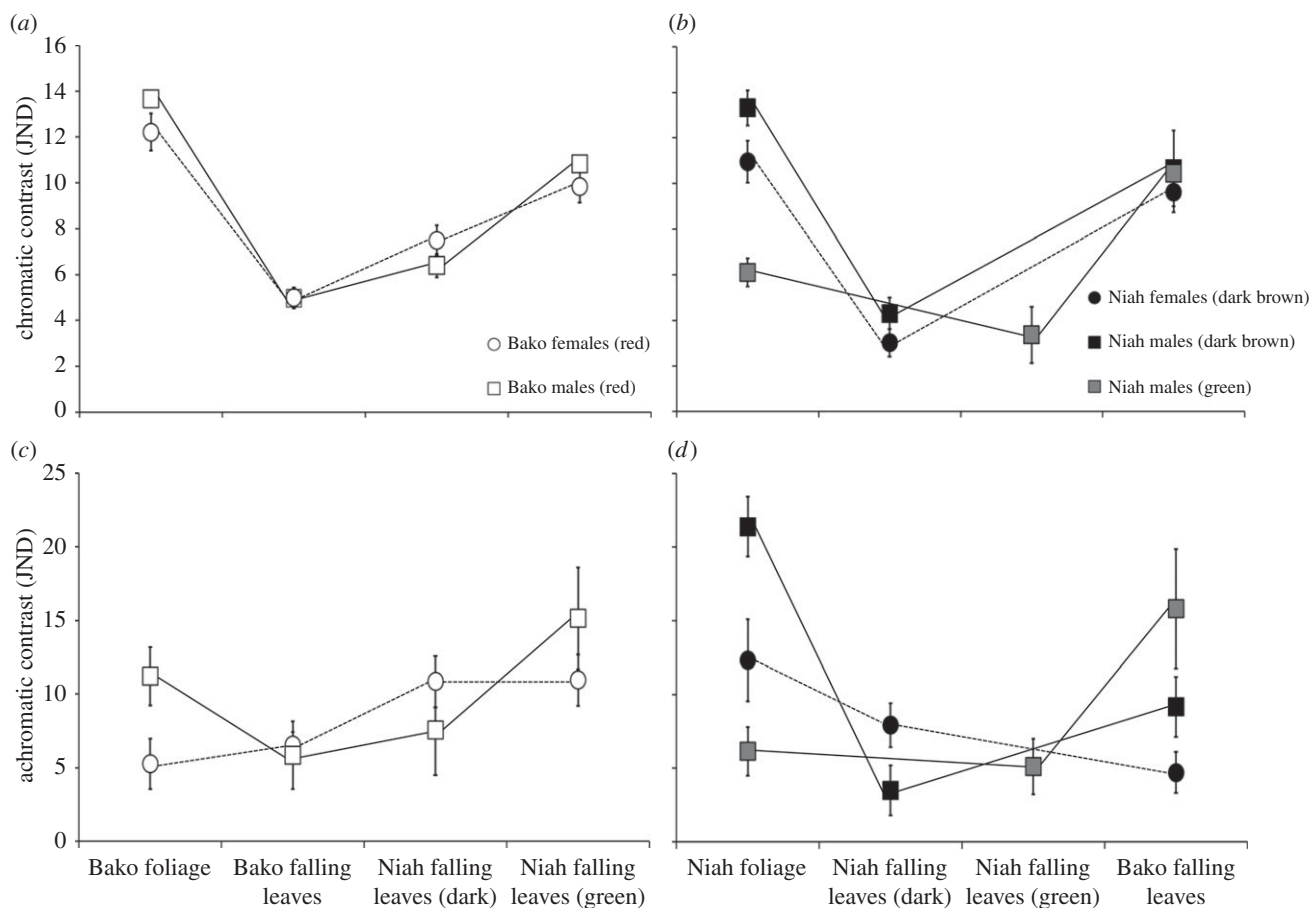 (a)
16
14
12
10
8
6
4
2
0
chromatic contrast (JND)
Bako females (red)
Bako males (red)
(b)
Niah females (dark brown)
Niah males (dark brown)
Niah males (green)
(c)
25
20
15
10
5
0
achromatic contrast (JND)
Bako foliage
Bako falling
leaves
Niah falling
leaves (dark)
Niah falling
leaves (green)
(d)
Niah foliage
Niah falling
leaves (dark)
Niah falling
leaves (green)
Bako falling
leaves